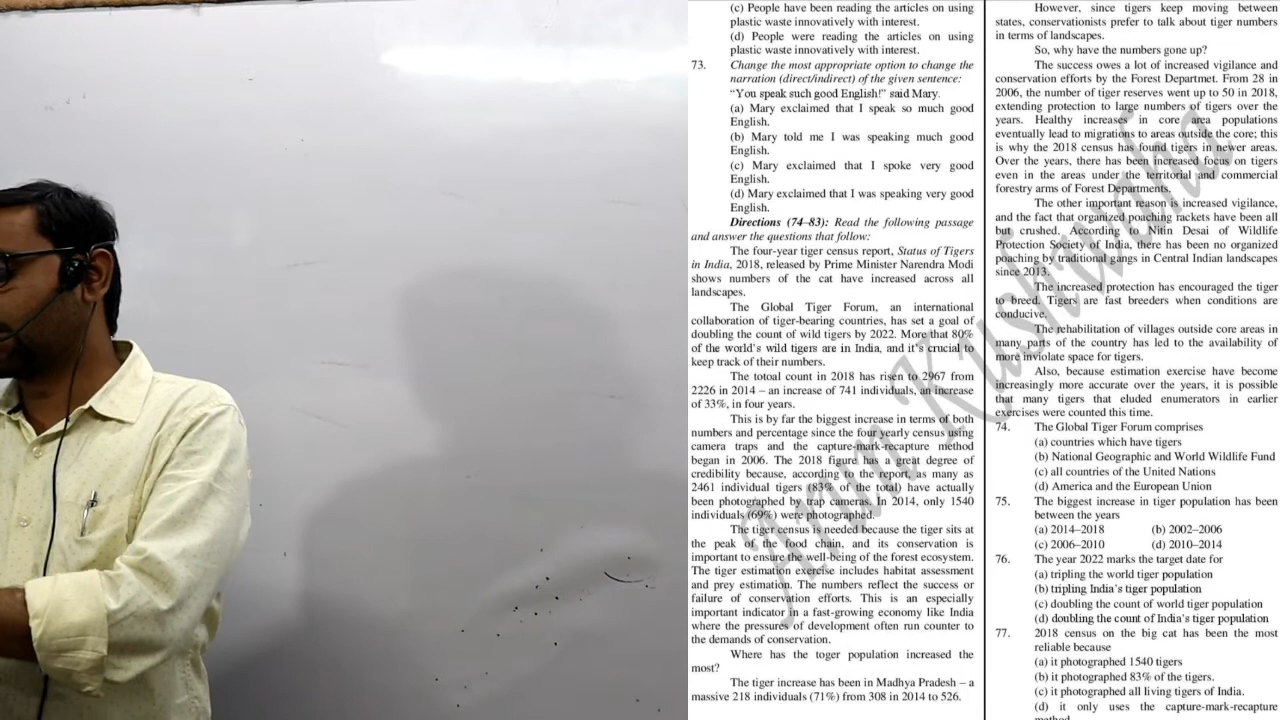 (c) People have been reading the articles on using
plastic waste innovatively with interest.
(d) People were reading the articles on using
plastic waste innovatively with interest.
73. Change the most appropriate option to change the
narration (direct/indirect) of the given sentence:
“You speak such good English!” said Mary.
(a) Mary exclaimed that I speak so much good
English.
(b) Mary told me I was speaking much good
English.
(c) Mary exclaimed that I spoke very good
English.
(d) Mary exclaimed that I was speaking very good
English.
Directions (74–83): Read the following passage
and answer the questions that follow:
The four-year tiger census report, Status of Tigers
in India, 2018, released by Prime Minister Narendra Modi
shows numbers of the cat have increased across all
landscapes.
The Global Tiger Forum, an international
collaboration of tiger-bearing countries, has set a goal of
doubling the count of wild tigers by 2022. More that 80%
of the world’s wild tigers are in India, and it’s crucial to
keep track of their numbers.
The totoal count in 2018 has risen to 2967 from
2226 in 2014 – an increase of 741 individuals, an increase
of 33%, in four years.
This is by far the biggest increase in terms of both
numbers and percentage since the four yearly census using
camera traps and the capture-mark-recapture method
began in 2006. The 2018 figure has a great degree of
credibility because, according to the report, as many as
2461 individual tigers (83% of the total) have actually
been photographed by trap cameras. In 2014, only 1540
individuals (69%) were photographed.
The tiger census is needed because the tiger sits at
the peak of the food chain, and its conservation is
important to ensure the well-being of the forest ecosystem.
The tiger estimation exercise includes habitat assessment
and prey estimation. The numbers reflect the success or
failure of conservation efforts. This is an especially
important indicator in a fast-growing economy like India
where the pressures of development often run counter to
the demands of conservation.
Where has the toger population increased the
most?
The tiger increase has been in Madhya Pradesh – a
massive 218 individuals (71%) from 308 in 2014 to 526.
However, since tigers keep moving between
states, conservationists prefer to talk about tiger numbers
in terms of landscapes.
So, why have the numbers gone up?
The success owes a lot of increased vigilance and
conservation efforts by the Forest Departmet. From 28 in
2006, the number of tiger reserves went up to 50 in 2018,
extending protection to large numbers of tigers over the
years. Healthy increases in core area populations
eventually lead to migrations to areas outside the core; this
is why the 2018 census has found tigers in newer areas.
Over the years, there has been increased focus on tigers
even in the areas under the territorial and commercial
forestry arms of Forest Departments.
The other important reason is increased vigilance,
and the fact that organized poaching rackets have been all
but crushed. According to Nitin Desai of Wildlife
Protection Society of India, there has been no organized
poaching by traditional gangs in Central Indian landscapes
since 2013.
The increased protection has encouraged the tiger
to breed. Tigers are fast breeders when conditions are
conducive.
The rehabilitation of villages outside core areas in
many parts of the country has led to the availability of
more inviolate space for tigers.
Also, because estimation exercise have become
increasingly more accurate over the years, it is possible
that many tigers that eluded enumerators in earlier
exercises were counted this time.
74. The Global Tiger Forum comprises
(a) countries which have tigers
(b) National Geographic and World Wildlife Fund
(c) all countries of the United Nations
(d) America and the European Union
75. The biggest increase in tiger population has been
between the years
(a) 2014–2018 (b) 2002–2006
(c) 2006–2010 (d) 2010–2014
76. The year 2022 marks the target date for
(a) tripling the world tiger population
(b) tripling India’s tiger population
(c) doubling the count of world tiger population
(d) doubling the count of India’s tiger population
77. 2018 census on the big cat has been the most
reliable because
(a) it photographed 1540 tigers
(b) it photographed 83% of the tigers.
(c) it photographed all living tigers of India.
(d) it only uses the capture-mark-recapture
method
Arun Kushwaha